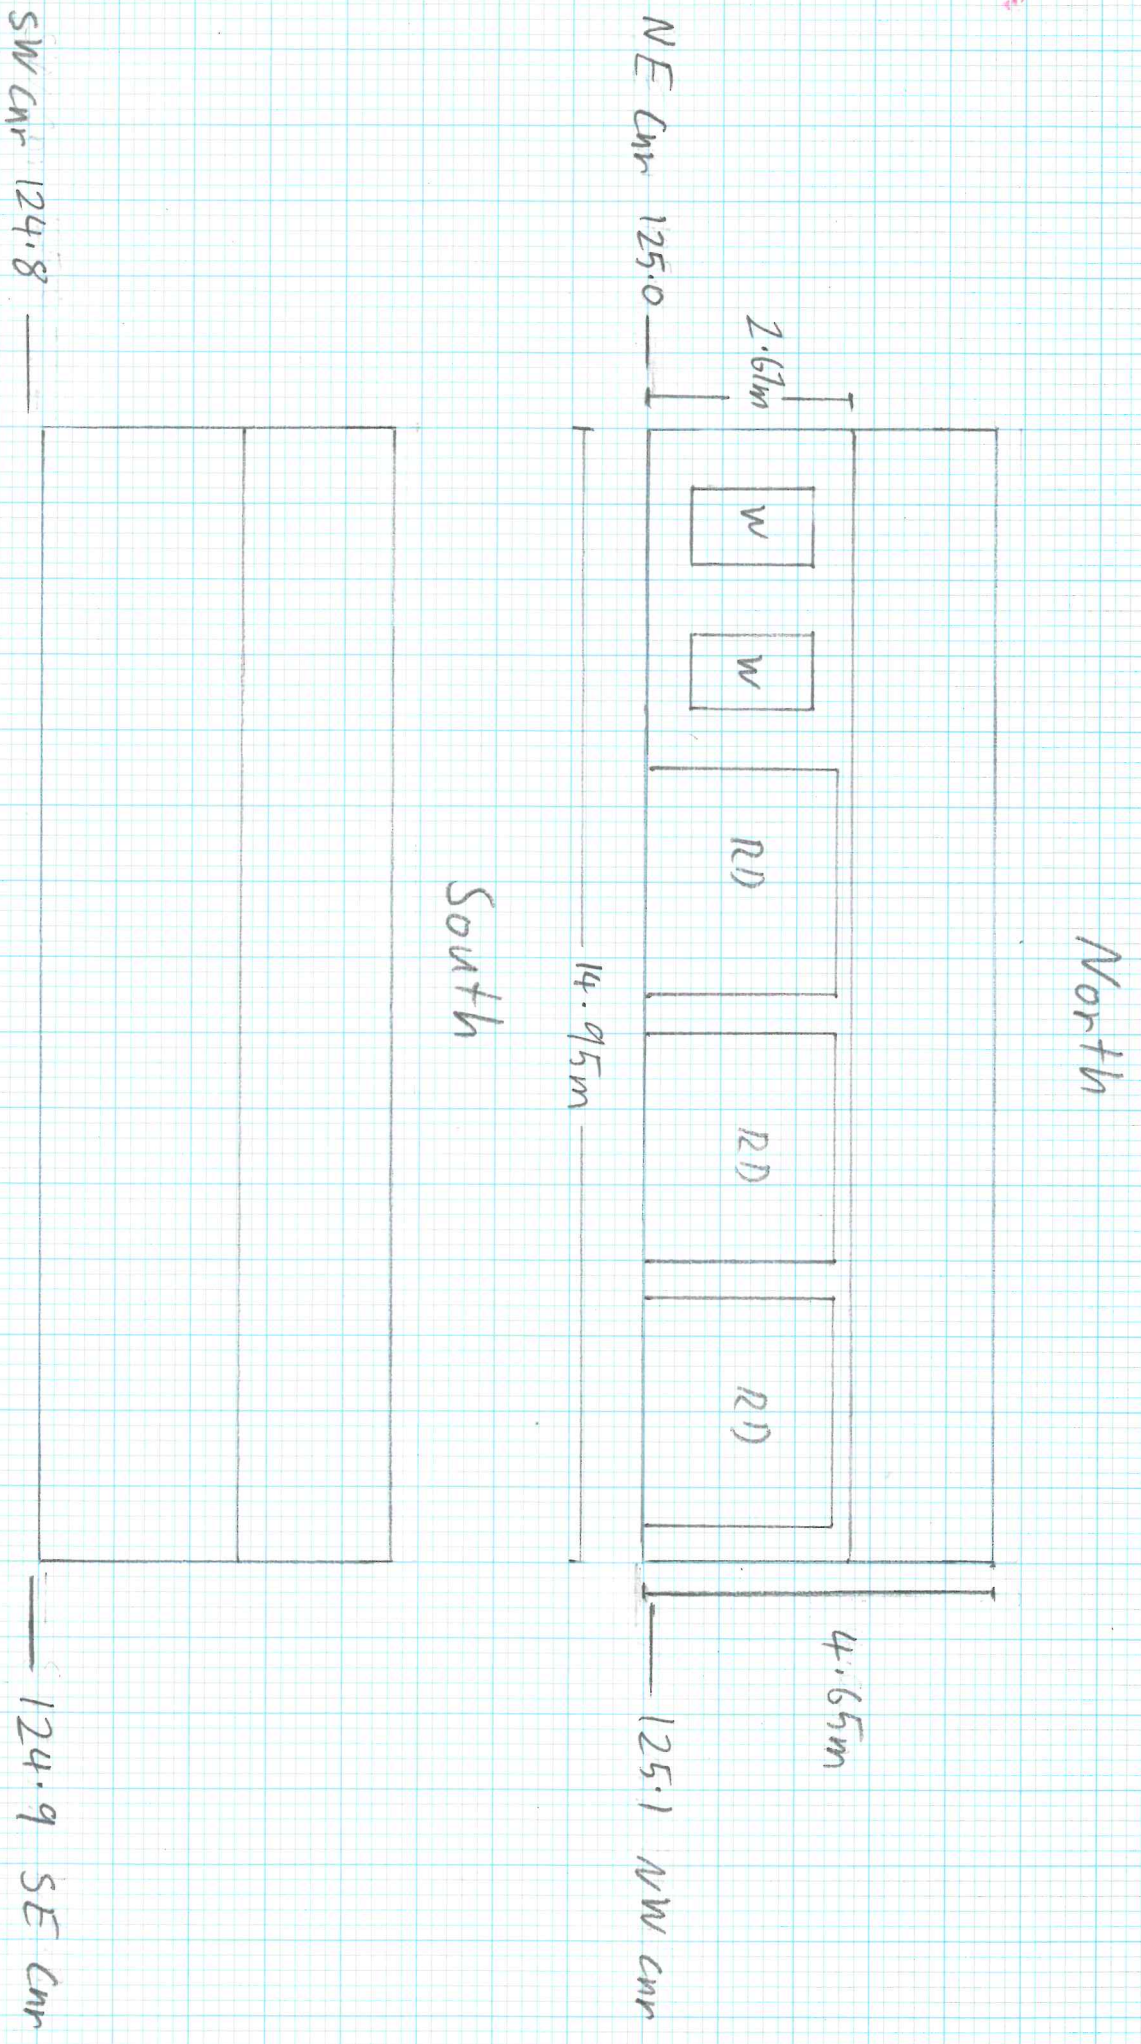 North
4.65m
2.67m
W
W
RD
RD
RD
NE Cnr 125.0
125.1 NW cnr
14.95m
South
SW Cnr 124.8
124.9 SE Cnr